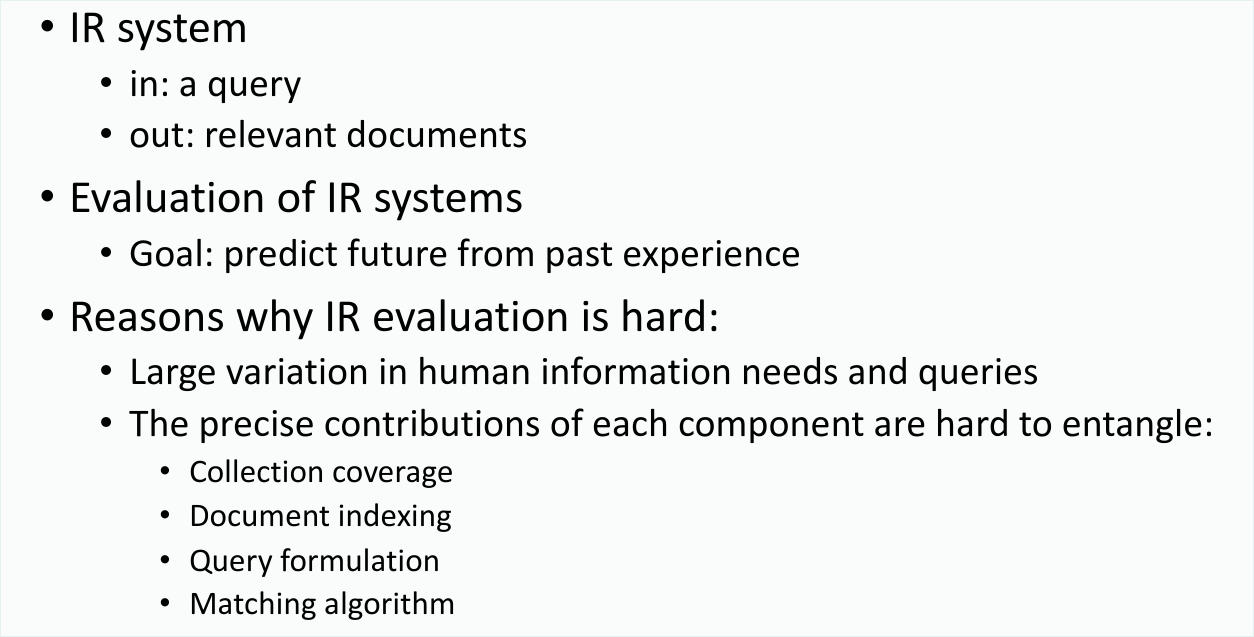 • IR system
• in: a query
• out: relevant documents
• Evaluation of IR systems
• Goal: predict future from past experience
• Reasons why IR evaluation is hard:
• Large variation in human information needs and queries
• The precise contributions of each component are hard to entangle:
• Collection coverage
• Document indexing
• Query formulation
• Matching algorithm